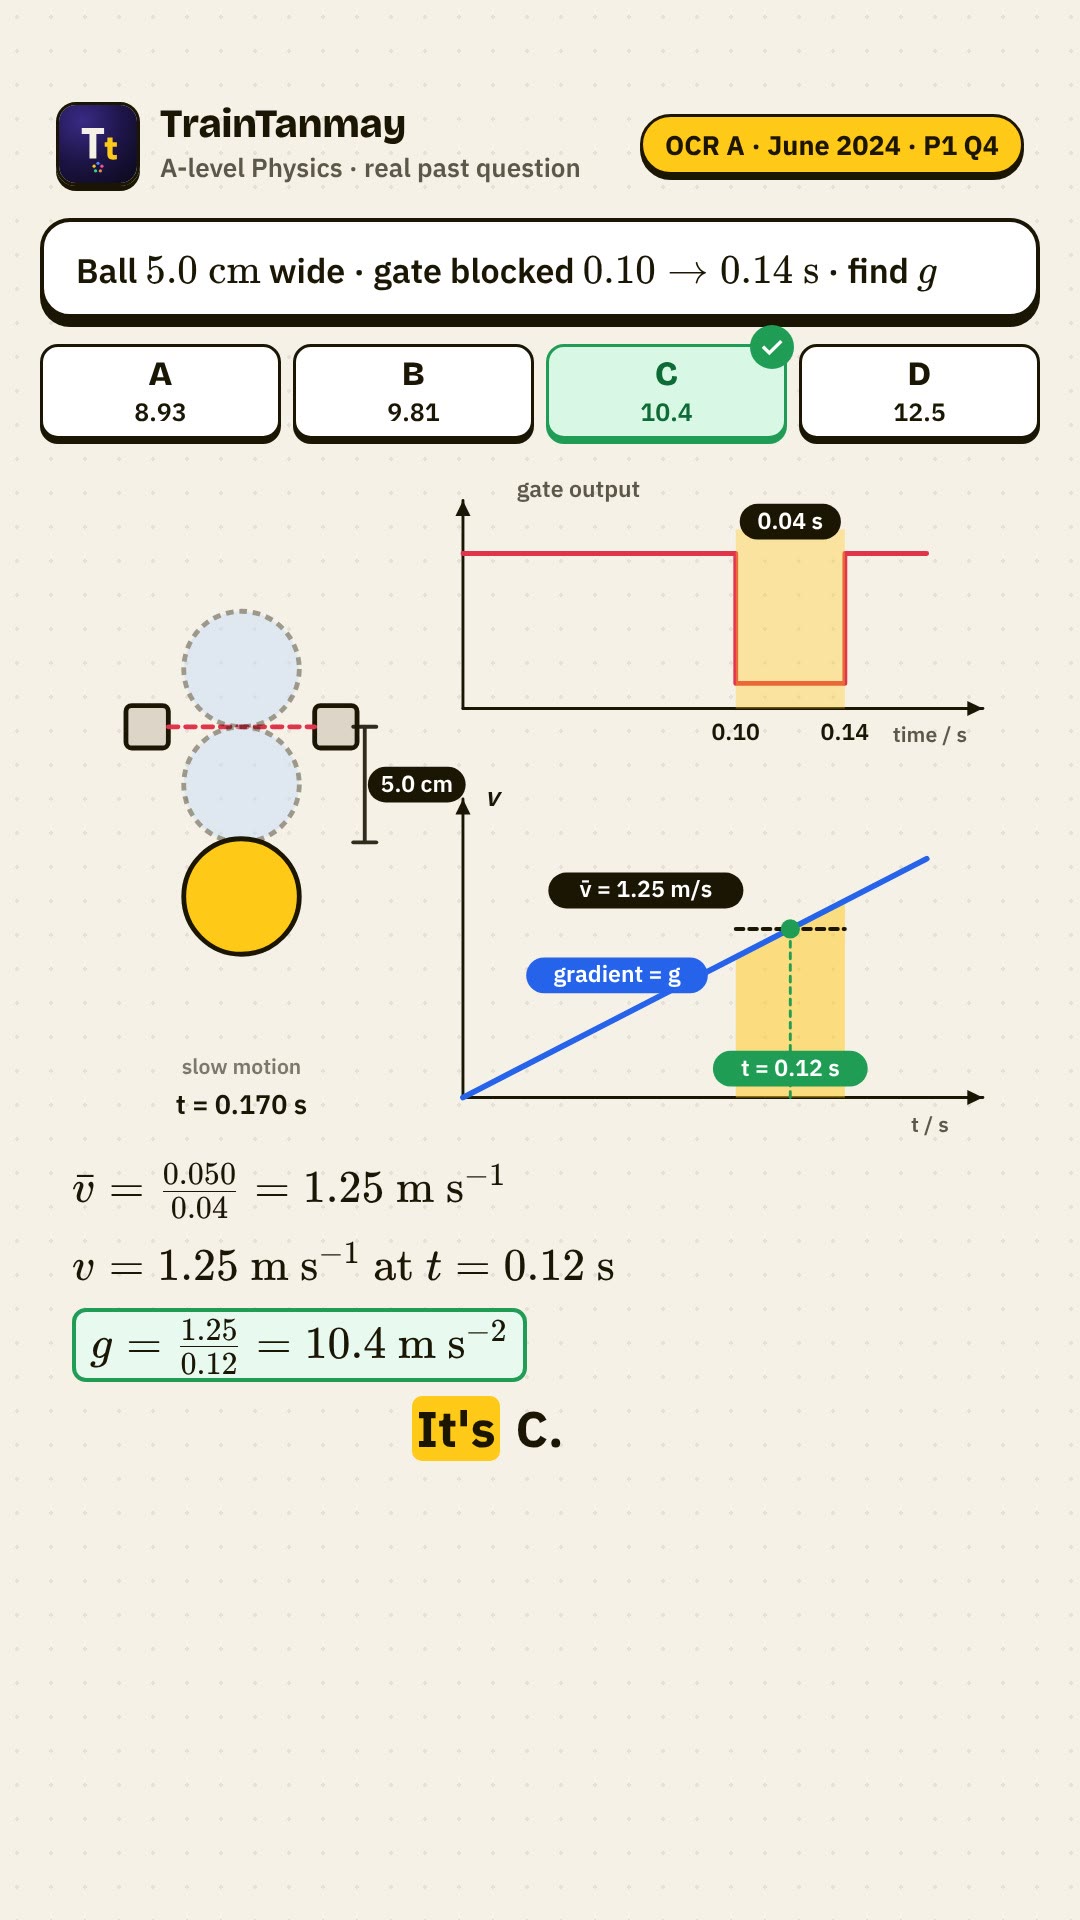 Tt
TrainTanmay
A-level Physics · real past question
OCR A · June 2024 · P1 Q4
Ball 5.0 cm wide · gate blocked 0.10 → 0.14 s · find g
A
8.93
B
9.81
C
10.4
D
12.5
gate output
0.04 s
0.10
0.14
time / s
5.0 cm
v
v̄ = 1.25 m/s
gradient = g
t = 0.12 s
t / s
slow motion
t = 0.170 s
v̄ = 0.050/0.04 = 1.25 m s⁻¹
v = 1.25 m s⁻¹ at t = 0.12 s
g = 1.25/0.12 = 10.4 m s⁻²
It's C.